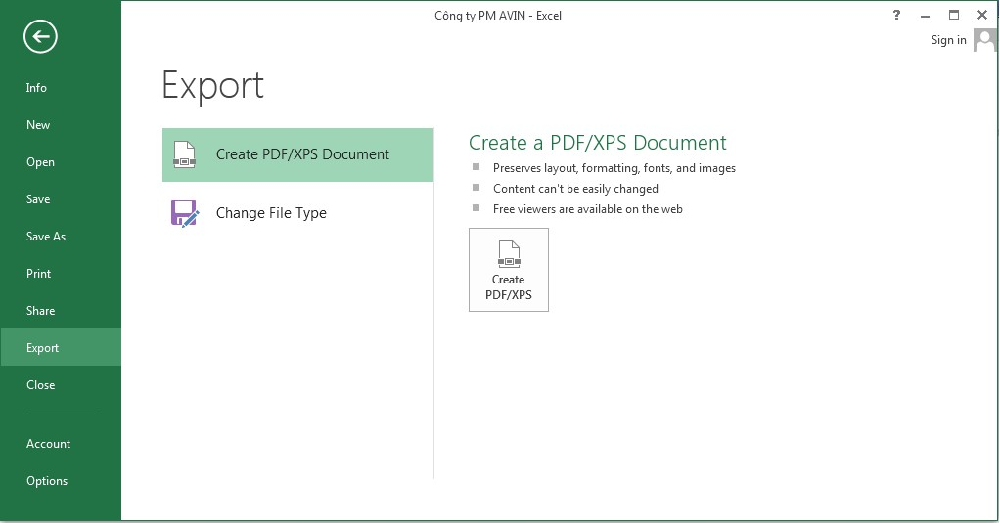 Công ty PM AVIN - Excel
?
Sign in
Info
New
Open
Save
Save As
Print
Share
Export
Close
Account
Options
Export
Create PDF/XPS Document
Change File Type
Create a PDF/XPS Document
Preserves layout, formatting, fonts, and images
Content can't be easily changed
Free viewers are available on the web
Create
PDF/XPS